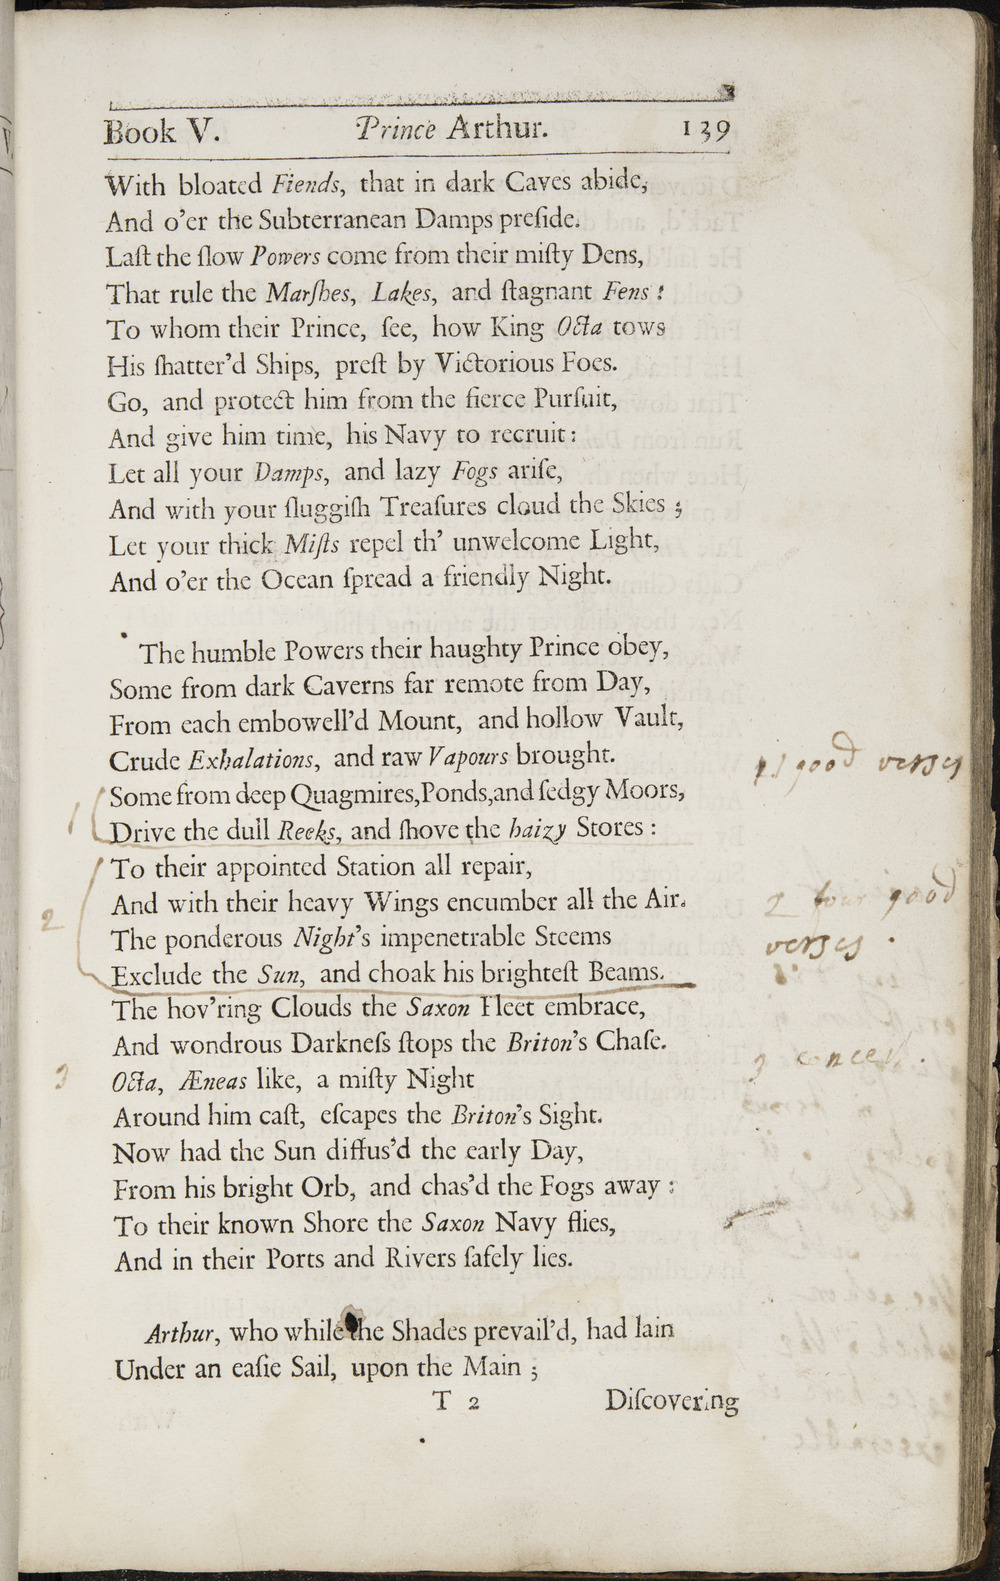 Book V. Prince Arthur. 139
With bloated Fiends, that in dark Caves abide,
And o'er the Subterranean Damps preſide.
Laſt the ſlow Powers come from their miſty Dens,
That rule the Marſhes, Lakes, and ſtagnant Fens:
To whom their Prince, ſee, how King Octa tows
His ſhatter'd Ships, preſt by Victorious Foes.
Go, and protect him from the fierce Purſuit,
And give him time, his Navy to recruit:
Let all your Damps, and lazy Fogs ariſe,
And with your ſluggiſh Treaſures cloud the Skies;
Let your thick Miſts repel th' unwelcome Light,
And o'er the Ocean ſpread a friendly Night.
The humble Powers their haughty Prince obey,
Some from dark Caverns far remote from Day,
From each embowell'd Mount, and hollow Vault,
Crude Exhalations, and raw Vapours brought.
1 good verses
1 Some from deep Quagmires, Ponds, and ſedgy Moors,
Drive the dull Reeks, and ſhove the haizy Stores:
To their appointed Station all repair,
2 And with their heavy Wings encumber all the Air.
2 four good
The ponderous Night's impenetrable Steems
verses.
Exclude the Sun, and choak his brighteſt Beams.
The hov'ring Clouds the Saxon Fleet embrace,
And wondrous Darkneſs ſtops the Briton's Chaſe.
3
3 Octa, Æneas like, a miſty Night
Around him caſt, eſcapes the Briton's Sight.
Now had the Sun diffus'd the early Day,
From his bright Orb, and chas'd the Fogs away:
To their known Shore the Saxon Navy flies,
And in their Ports and Rivers ſafely lies.
Arthur, who while the Shades prevail'd, had lain
Under an eaſie Sail, upon the Main;
T 2 Diſcovering